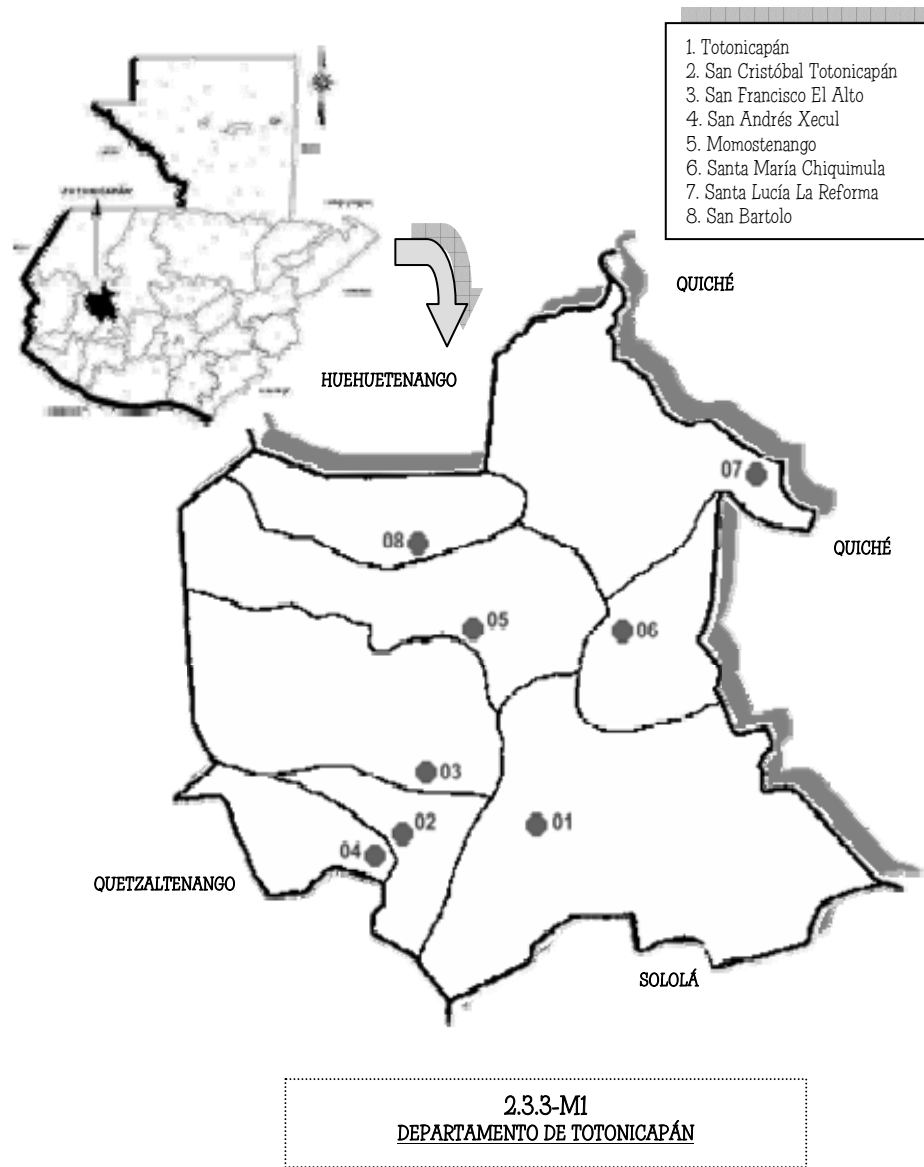 1. Totonicapán
2. San Cristóbal Totonicapán
3. San Francisco El Alto
4. San Andrés Xecul
5. Momostenango
6. Santa María Chiquimula
7. Santa Lucía La Reforma
8. San Bartolo
TOTONICAPÁN
QUICHÉ
HUEHUETENANGO
07
QUICHÉ
08
05
06
03
02
01
04
QUETZALTENANGO
SOLOLÁ
2.3.3-M1
DEPARTAMENTO DE TOTONICAPÁN